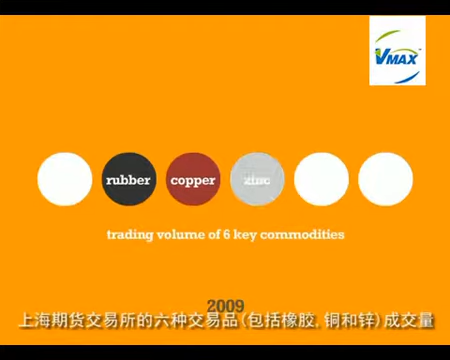 VMAX
rubber copper zinc
trading volume of 6 key commodities
2009
上海期货交易所的六种交易品(包括橡胶, 铜和锌)成交量